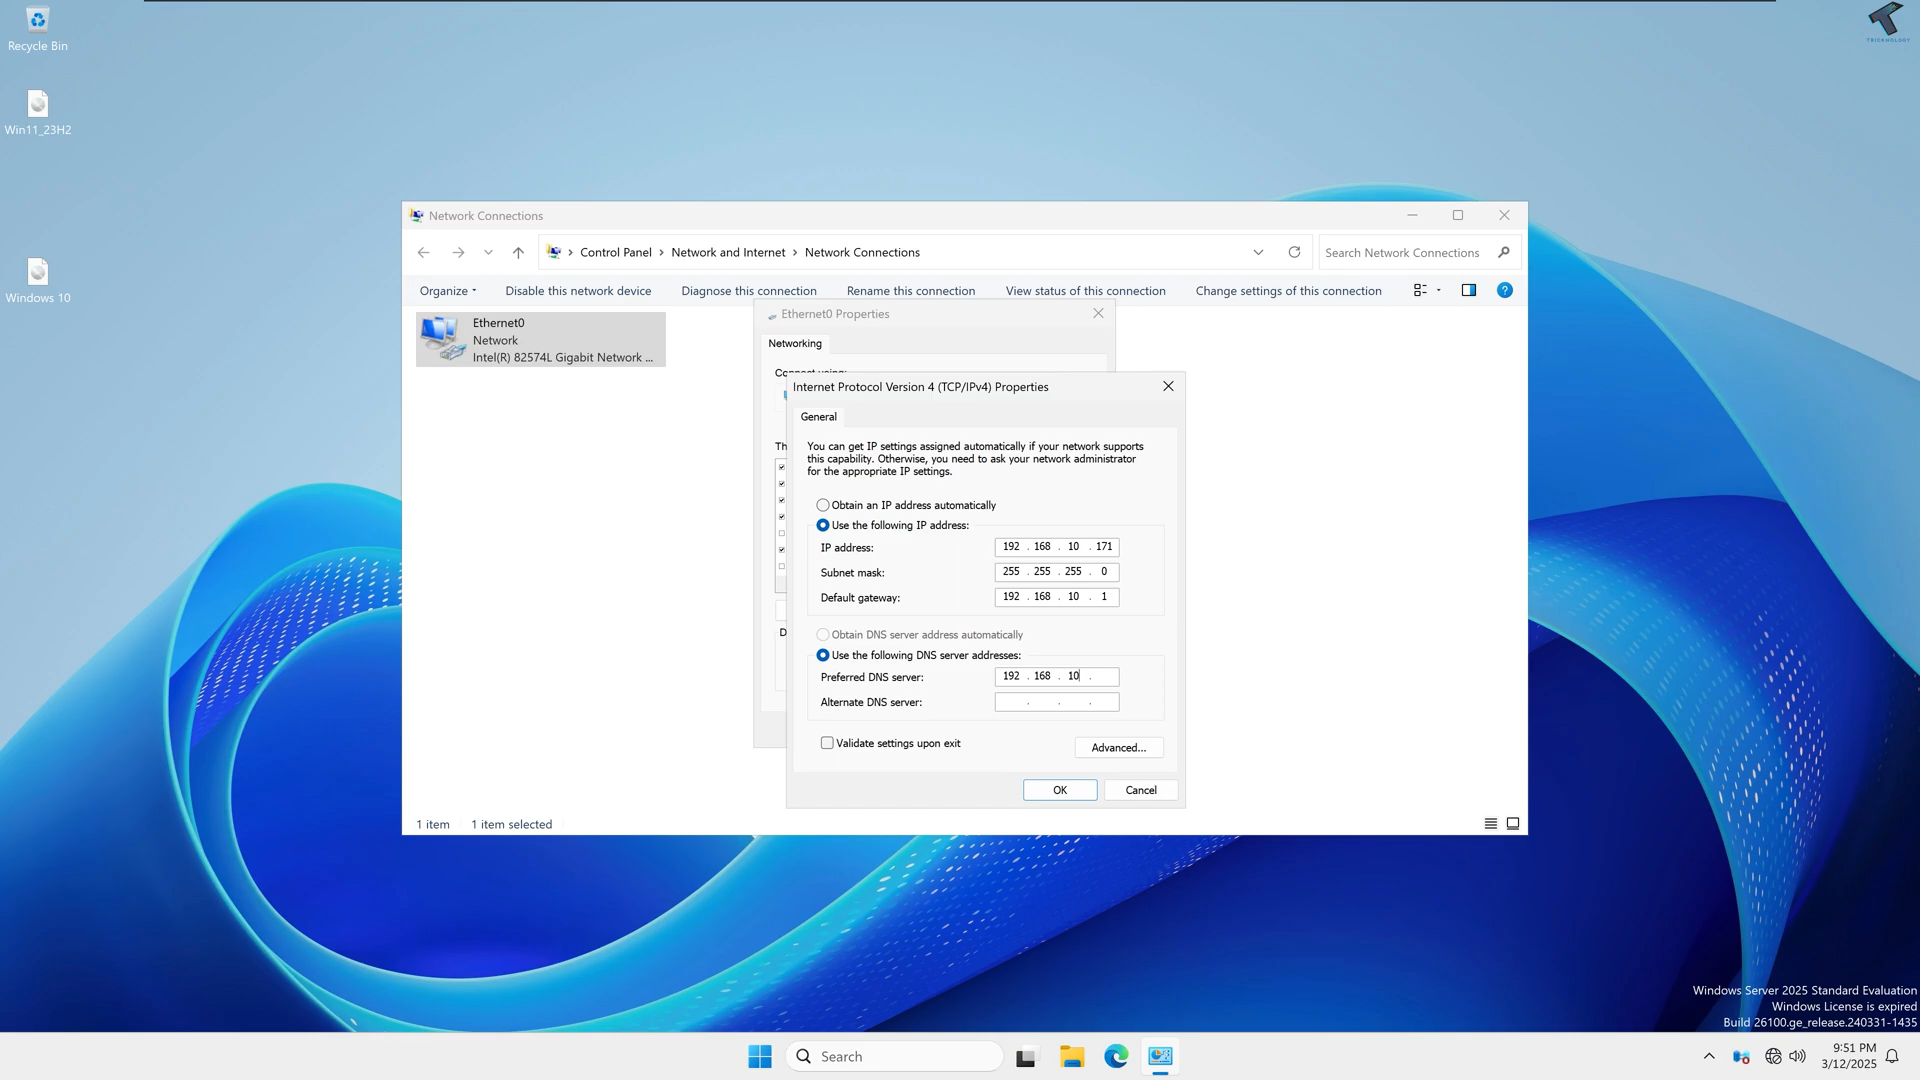 Recycle Bin
Win11_23H2
Windows 10
TRICKNOLOGY
Network Connections
Control Panel > Network and Internet > Network Connections
Search Network Connections
Organize
Disable this network device
Diagnose this connection
Rename this connection
View status of this connection
Change settings of this connection
Ethernet0
Network
Intel(R) 82574L Gigabit Network ...
Ethernet0 Properties
Networking
Connect using:
Th
D
Internet Protocol Version 4 (TCP/IPv4) Properties
General
You can get IP settings assigned automatically if your network supports
this capability. Otherwise, you need to ask your network administrator
for the appropriate IP settings.
Obtain an IP address automatically
Use the following IP address:
IP address: 192 . 168 . 10 . 171
Subnet mask: 255 . 255 . 255 . 0
Default gateway: 192 . 168 . 10 . 1
Obtain DNS server address automatically
Use the following DNS server addresses:
Preferred DNS server: 192 . 168 . 10 .
Alternate DNS server: . . .
Validate settings upon exit
Advanced...
OK
Cancel
1 item
1 item selected
Windows Server 2025 Standard Evaluation
Windows License is expired
Build 26100.ge_release.240331-1435
Search
9:51 PM
3/12/2025